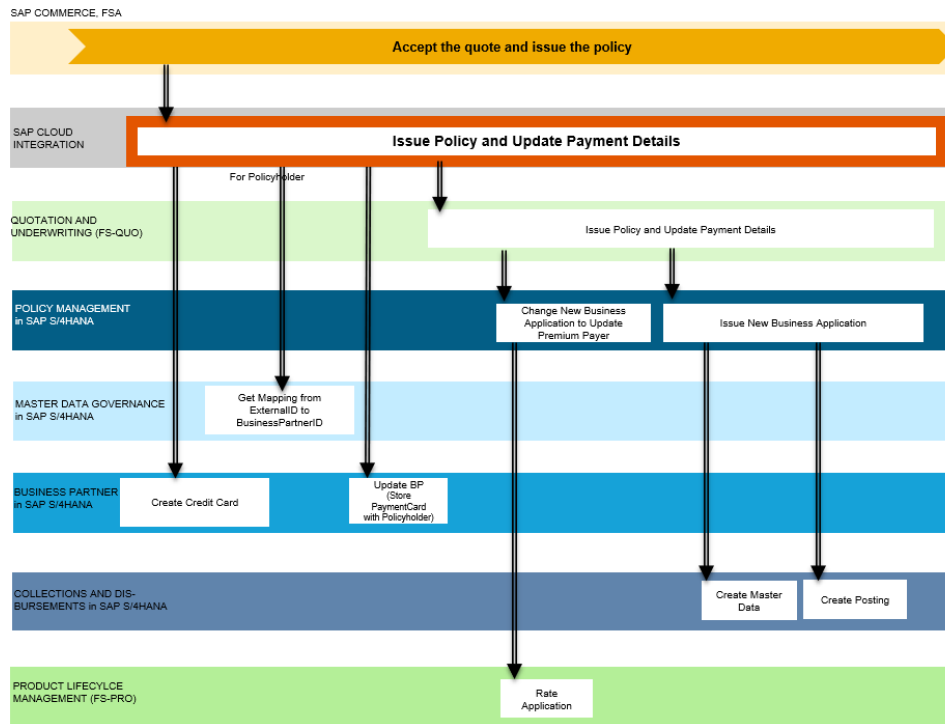 SAP COMMERCE, FSA
Accept the quote and issue the policy
SAP CLOUD
INTEGRATION
Issue Policy and Update Payment Details
For Policyholder
QUOTATION AND
UNDERWRITING (FS-QUO)
Issue Policy and Update Payment Details
POLICY MANAGEMENT
in SAP S/4HANA
Change New Business
Application to Update
Premium Payer
Issue New Business Application
MASTER DATA GOVERNANCE
in SAP S/4HANA
Get Mapping from
ExternalID to
BusinessPartnerID
BUSINESS PARTNER
in SAP S/4HANA
Create Credit Card
Update BP
(Store
PaymentCard
with Policyholder)
COLLECTIONS AND DIS-
BURSEMENTS in SAP S/4HANA
Create Master
Data
Create Posting
PRODUCT LIFECYLCE
MANAGEMENT (FS-PRO)
Rate
Application